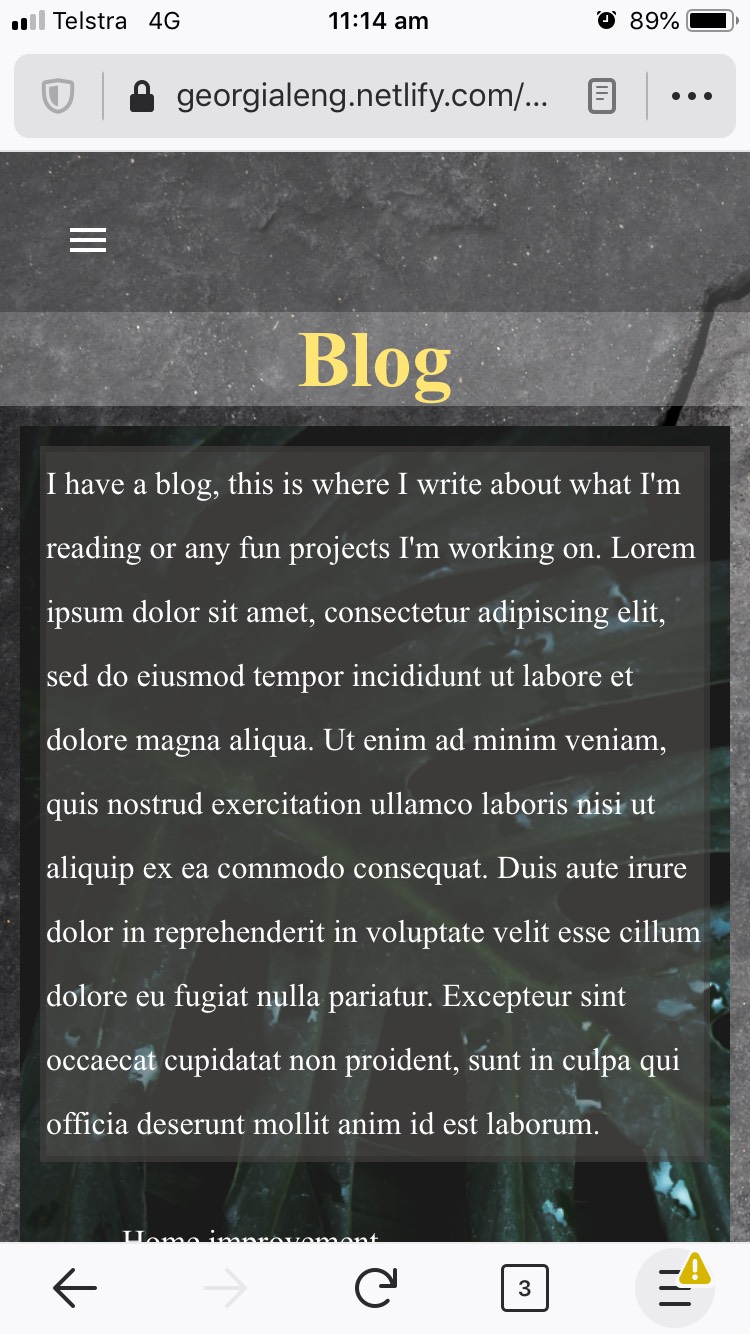 Telstra 4G 11:14 am 89%
georgialeng.netlify.com/...
Blog
I have a blog, this is where I write about what I'm
reading or any fun projects I'm working on. Lorem
ipsum dolor sit amet, consectetur adipiscing elit,
sed do eiusmod tempor incididunt ut labore et
dolore magna aliqua. Ut enim ad minim veniam,
quis nostrud exercitation ullamco laboris nisi ut
aliquip ex ea commodo consequat. Duis aute irure
dolor in reprehenderit in voluptate velit esse cillum
dolore eu fugiat nulla pariatur. Excepteur sint
occaecat cupidatat non proident, sunt in culpa qui
officia deserunt mollit anim id est laborum.
Home improvement
3